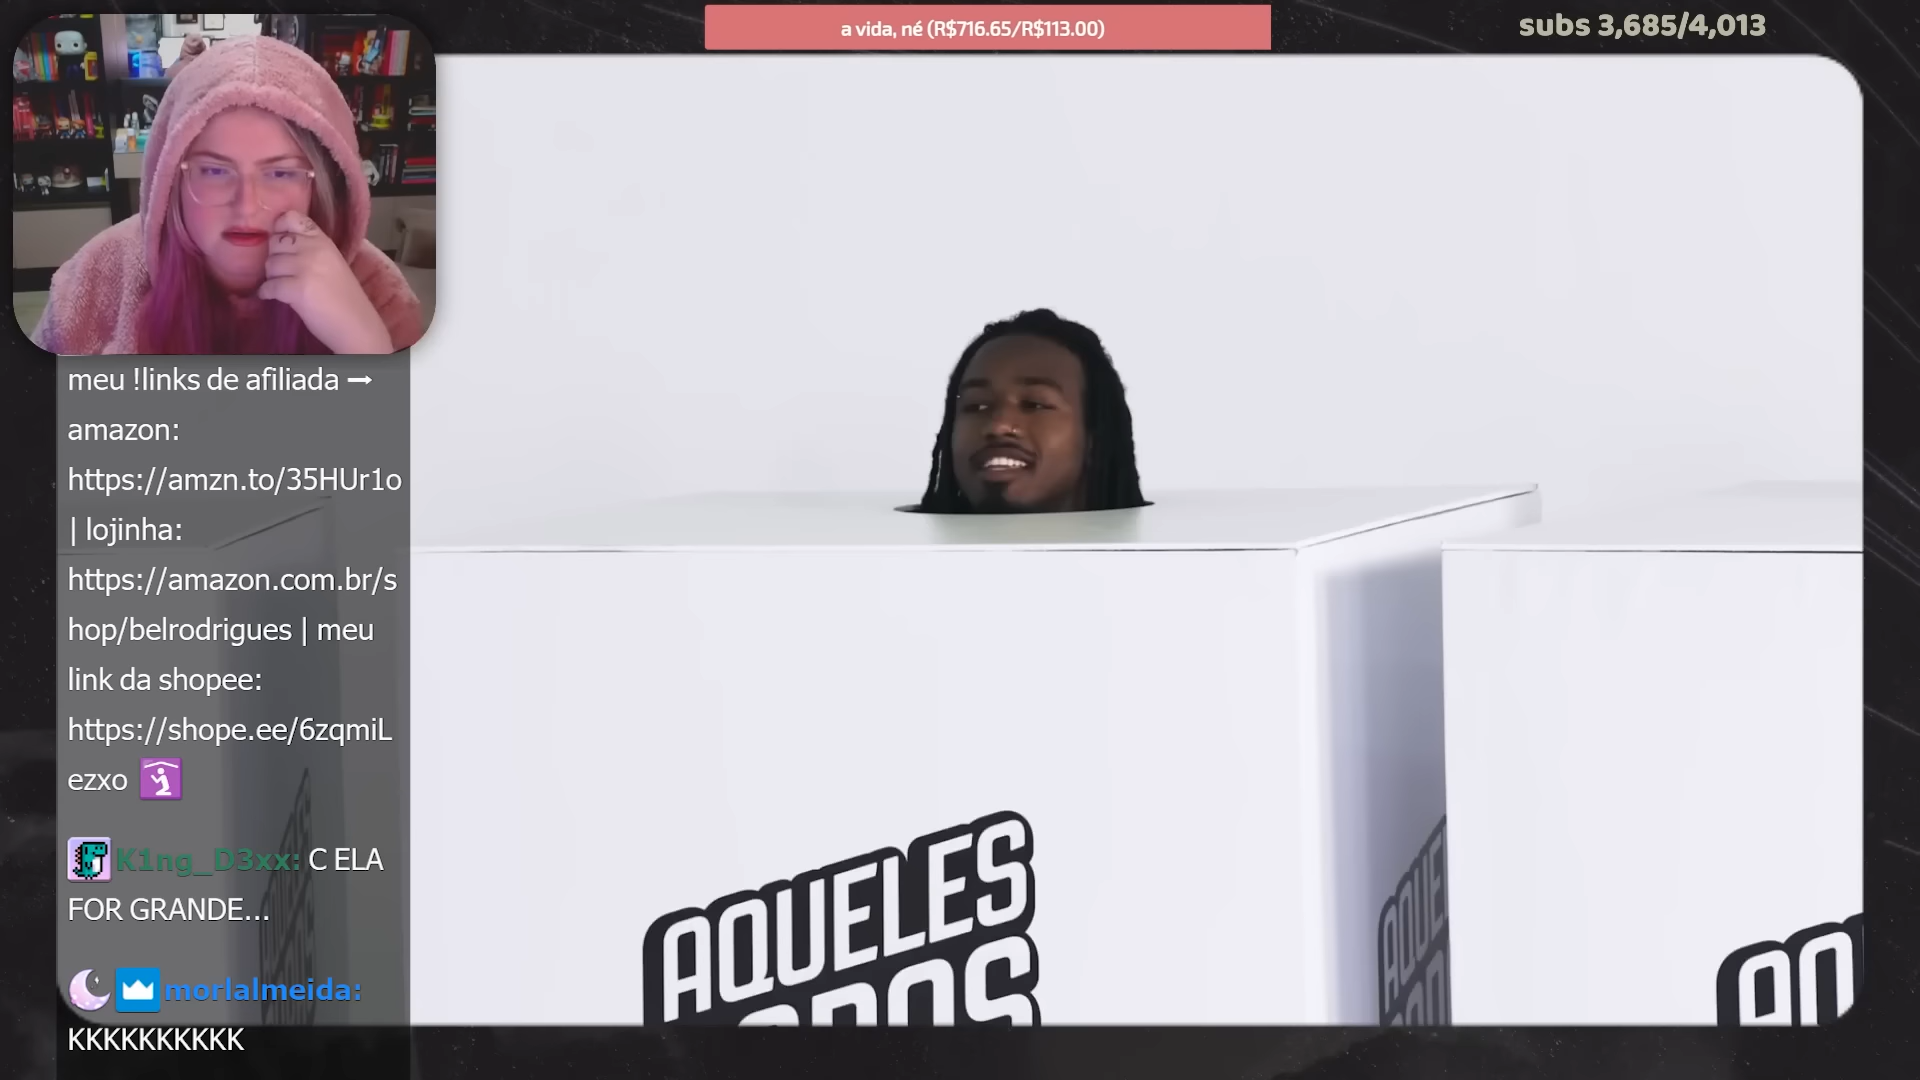 a vida, né (R$716.65/R$113.00)
subs 3,685/4,013
meu !links de afiliada →
amazon:
https://amzn.to/35HUr1o
| lojinha:
https://amazon.com.br/s
hop/belrodrigues | meu
link da shopee:
https://shope.ee/6zqmiL
ezxo
K1ng_D3xx: C ELA
FOR GRANDE...
morlalmeida:
KKKKKKKKKK
AQUELES